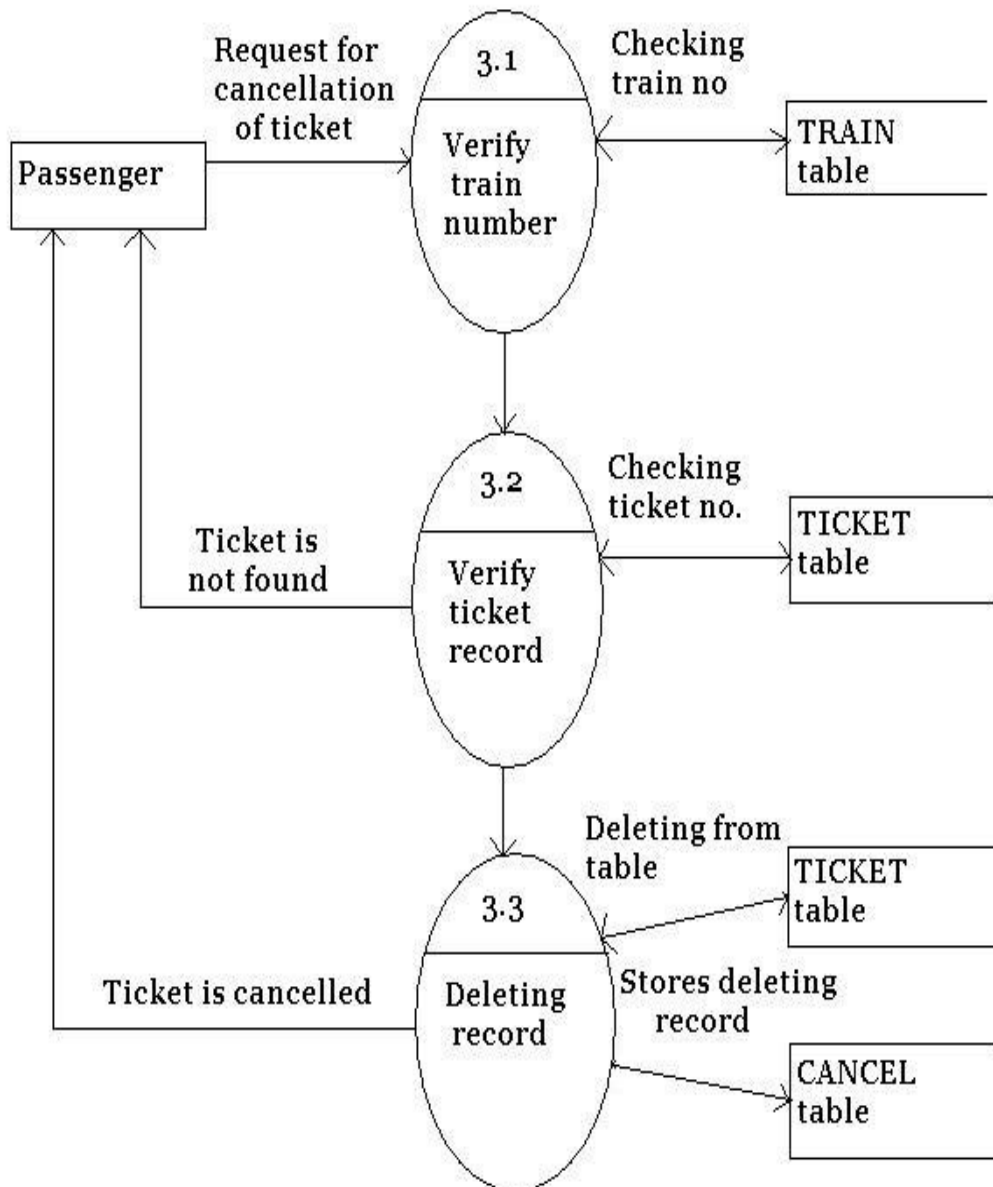 Request for
cancellation
of ticket
3.1
Checking
train no
Passenger
Verify
train
number
TRAIN
table
3.2
Checking
ticket no.
Ticket is
not found
Verify
ticket
record
TICKET
table
Deleting from
table
3.3
TICKET
table
Ticket is cancelled
Deleting
record
Stores deleting
record
CANCEL
table